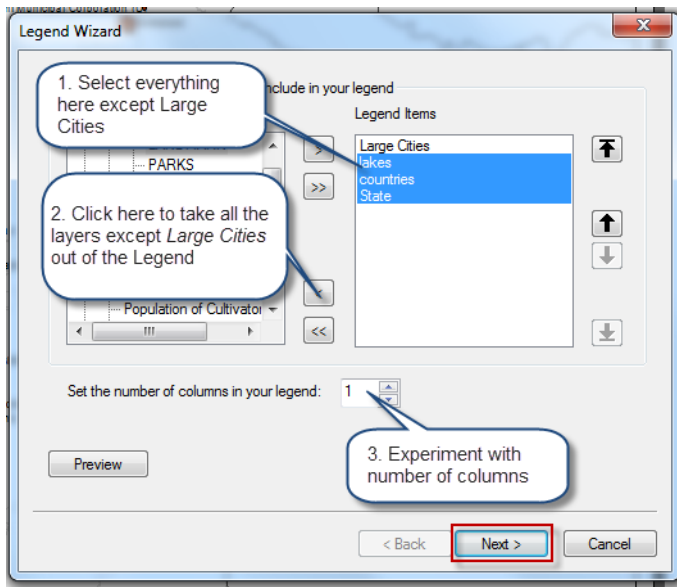 Municipal Corporation
Legend Wizard
1. Select everything
here except Large
Cities
include in your legend
Legend Items
PARKS
>
>>
Large Cities
lakes
countries
State
2. Click here to take all the
layers except Large Cities
out of the Legend
<
<<
Population of Cultivator
Set the number of columns in your legend:
1
3. Experiment with
number of columns
Preview
< Back
Next >
Cancel